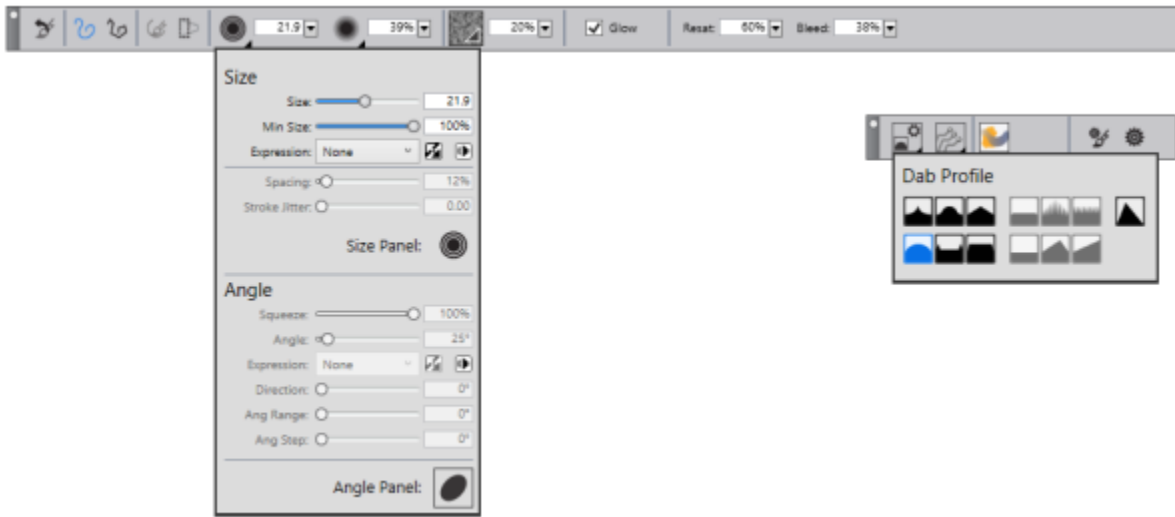 21.9 39% 20% Glow Reset: 60% Bleed: 38%
Size
Size: 21.9
Min Size: 100%
Expression: None
Spacing: 12%
Stroke Jitter: 0.00
Size Panel:
Angle
Squeeze: 100%
Angle: 25°
Expression: None
Direction: 0°
Ang Range: 0°
Ang Step: 0°
Angle Panel:
Dab Profile